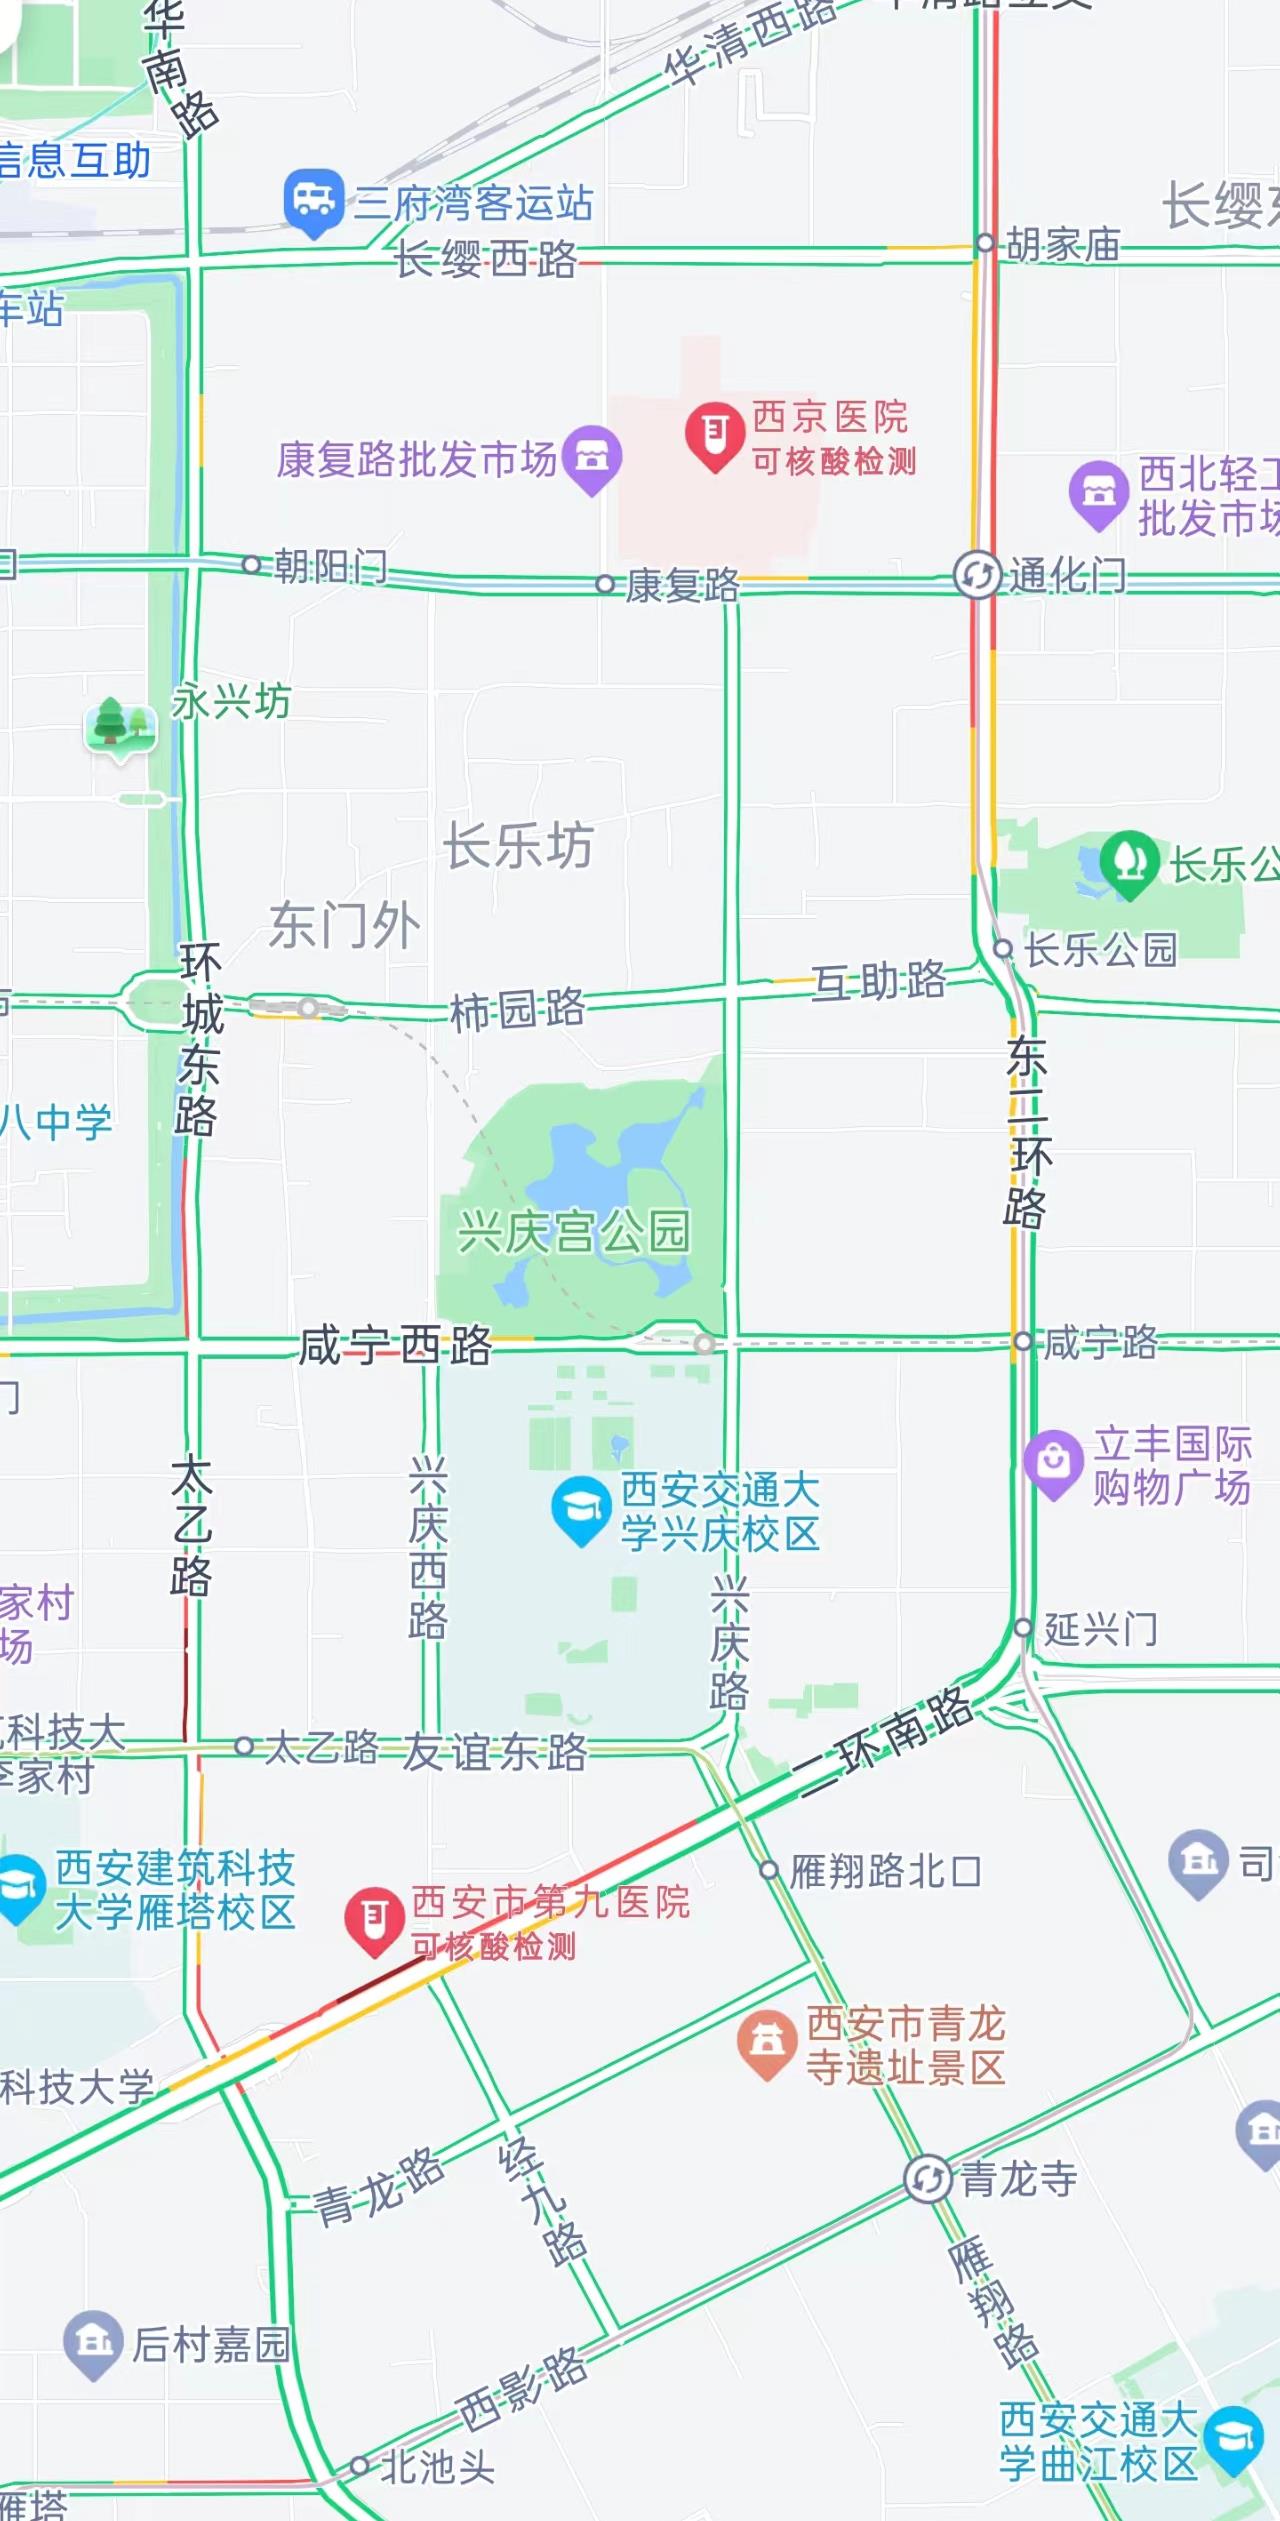 华南路
华清西路
信息互助
三府湾客运站
长缨西路
胡家庙
长缨东
车站
西京医院
可核酸检测
康复路批发市场
西北轻工
批发市场
朝阳门
康复路
通化门
永兴坊
长乐坊
长乐公
东门外
长乐公园
环城东路
柿园路
互助路
东二环路
八中学
兴庆宫公园
咸宁西路
咸宁路
门
立丰国际
购物广场
太乙路
兴庆西路
西安交通大
学兴庆校区
兴庆路
家村
场
延兴门
科技大
李家村
太乙路
友谊东路
二环南路
西安建筑科技
大学雁塔校区
雁翔路北口
司
西安市第九医院
可核酸检测
西安市青龙
寺遗址景区
科技大学
青龙路
经九路
青龙寺
雁翔路
后村嘉园
西影路
西安交通大
学曲江校区
北池头
雁塔